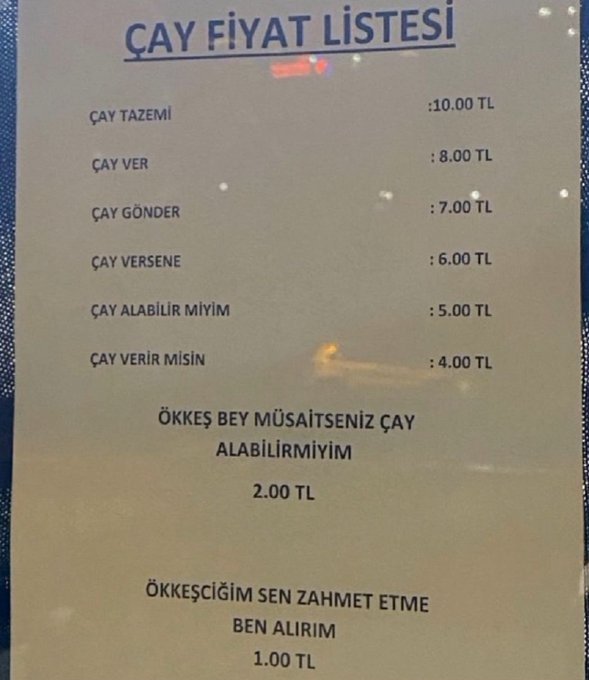 ÇAY FİYAT LİSTESİ
ÇAY TAZEMİ :10.00 TL
ÇAY VER : 8.00 TL
ÇAY GÖNDER : 7.00 TL
ÇAY VERSENE : 6.00 TL
ÇAY ALABİLİR MİYİM : 5.00 TL
ÇAY VERİR MİSİN : 4.00 TL
ÖKKEŞ BEY MÜSAİTSENİZ ÇAY
ALABİLİRMİYİM
2.00 TL
ÖKKEŞCİĞİM SEN ZAHMET ETME
BEN ALIRIM
1.00 TL